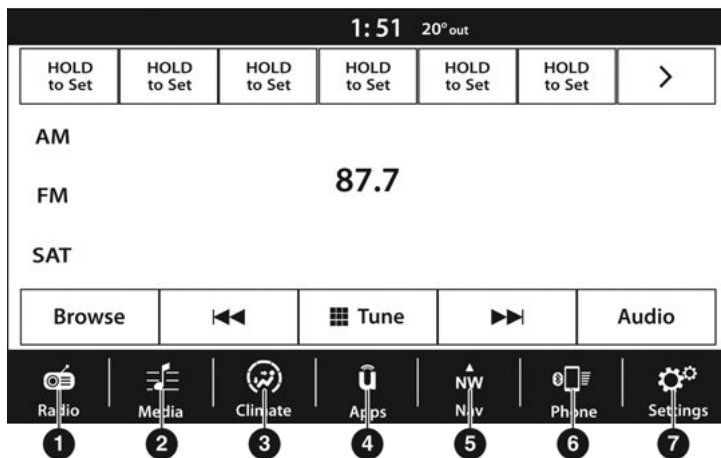 1:51 20° out
HOLD to Set HOLD to Set HOLD to Set HOLD to Set HOLD to Set HOLD to Set >
AM
87.7
FM
SAT
Browse Tune Audio
NW
Radio Media Climate Apps Nav Phone Settings
1 2 3 4 5 6 7